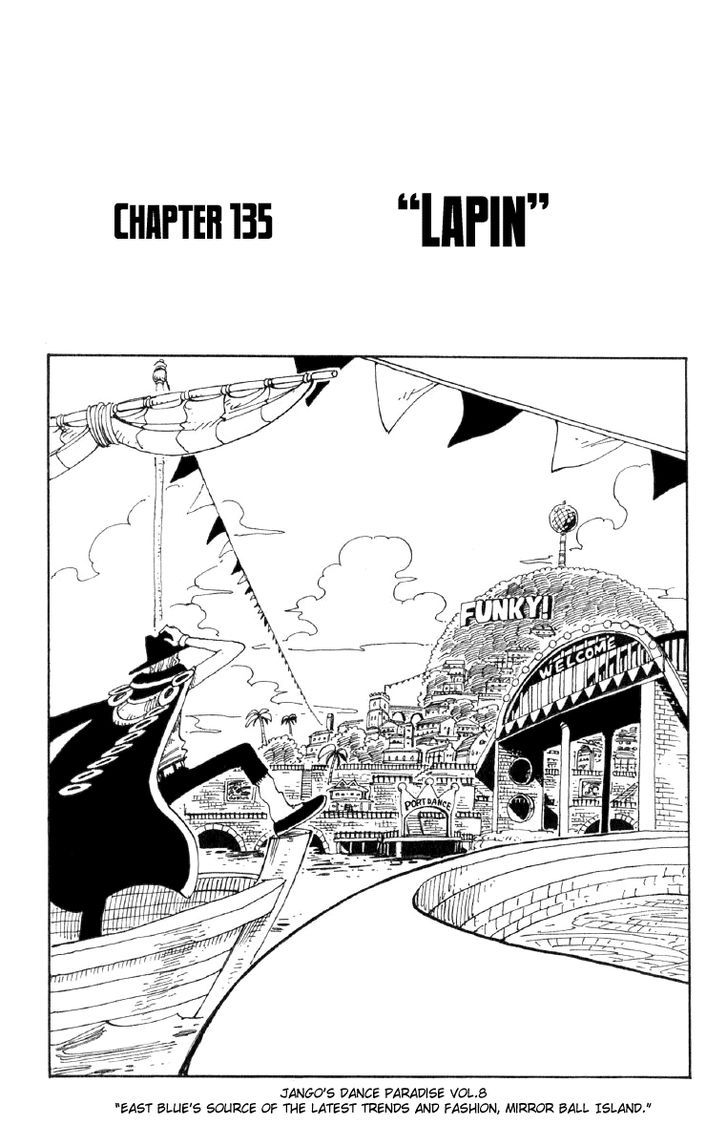 CHAPTER 135
"LAPIN"
FUNKY!
WELCOME
PORT DANCE
JANGO'S DANCE PARADISE VOL.8
"EAST BLUE'S SOURCE OF THE LATEST TRENDS AND FASHION, MIRROR BALL ISLAND."